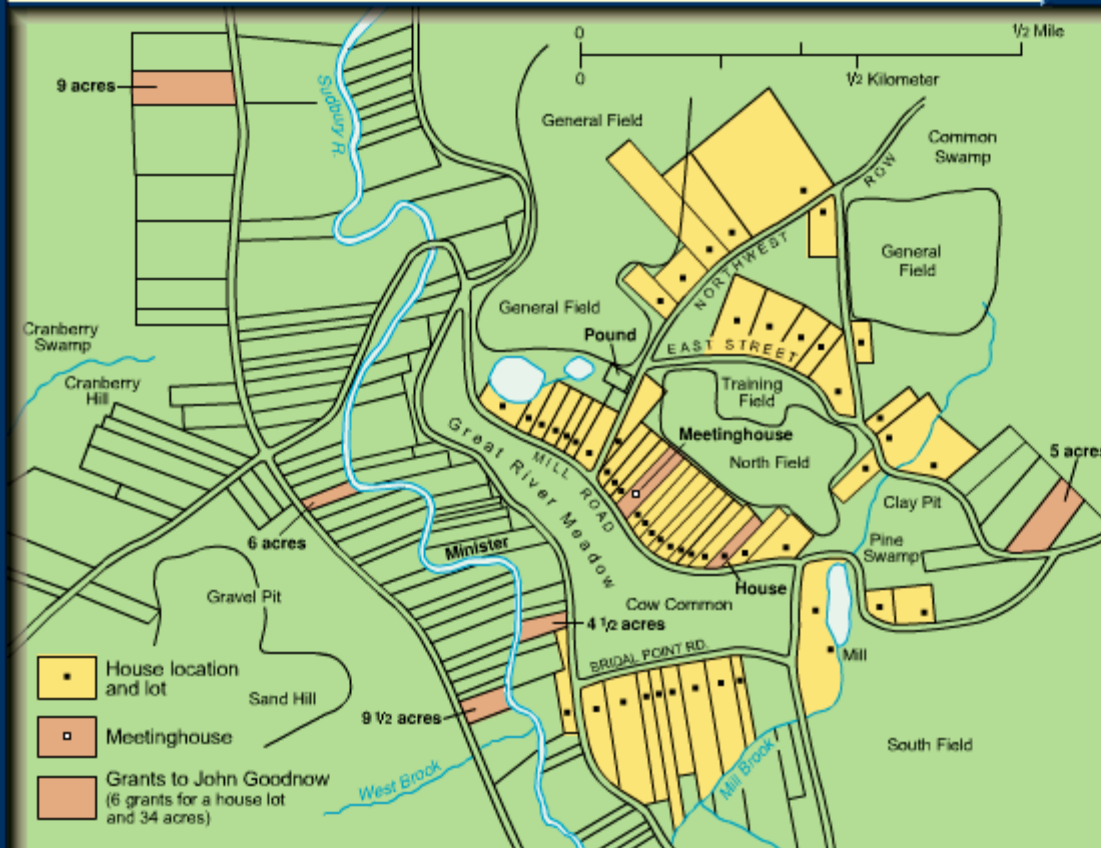 0
1/2 Mile
0
1/2 Kilometer
9 acres
Sudbury R.
General Field
Common
Swamp
NORTHWEST ROW
General
Field
General Field
Pound
EAST STREET
Cranberry
Swamp
Cranberry
Hill
Training
Field
Meetinghouse
North Field
5 acres
MILL ROAD
Great River Meadow
Clay Pit
6 acres
Minister
Pine
Swamp
House
Gravel Pit
Cow Common
4 1/2 acres
BRIDAL POINT RD.
Mill
Sand Hill
9 1/2 acres
South Field
West Brook
Mill Brook
House location
and lot
Meetinghouse
Grants to John Goodnow
(6 grants for a house lot
and 34 acres)